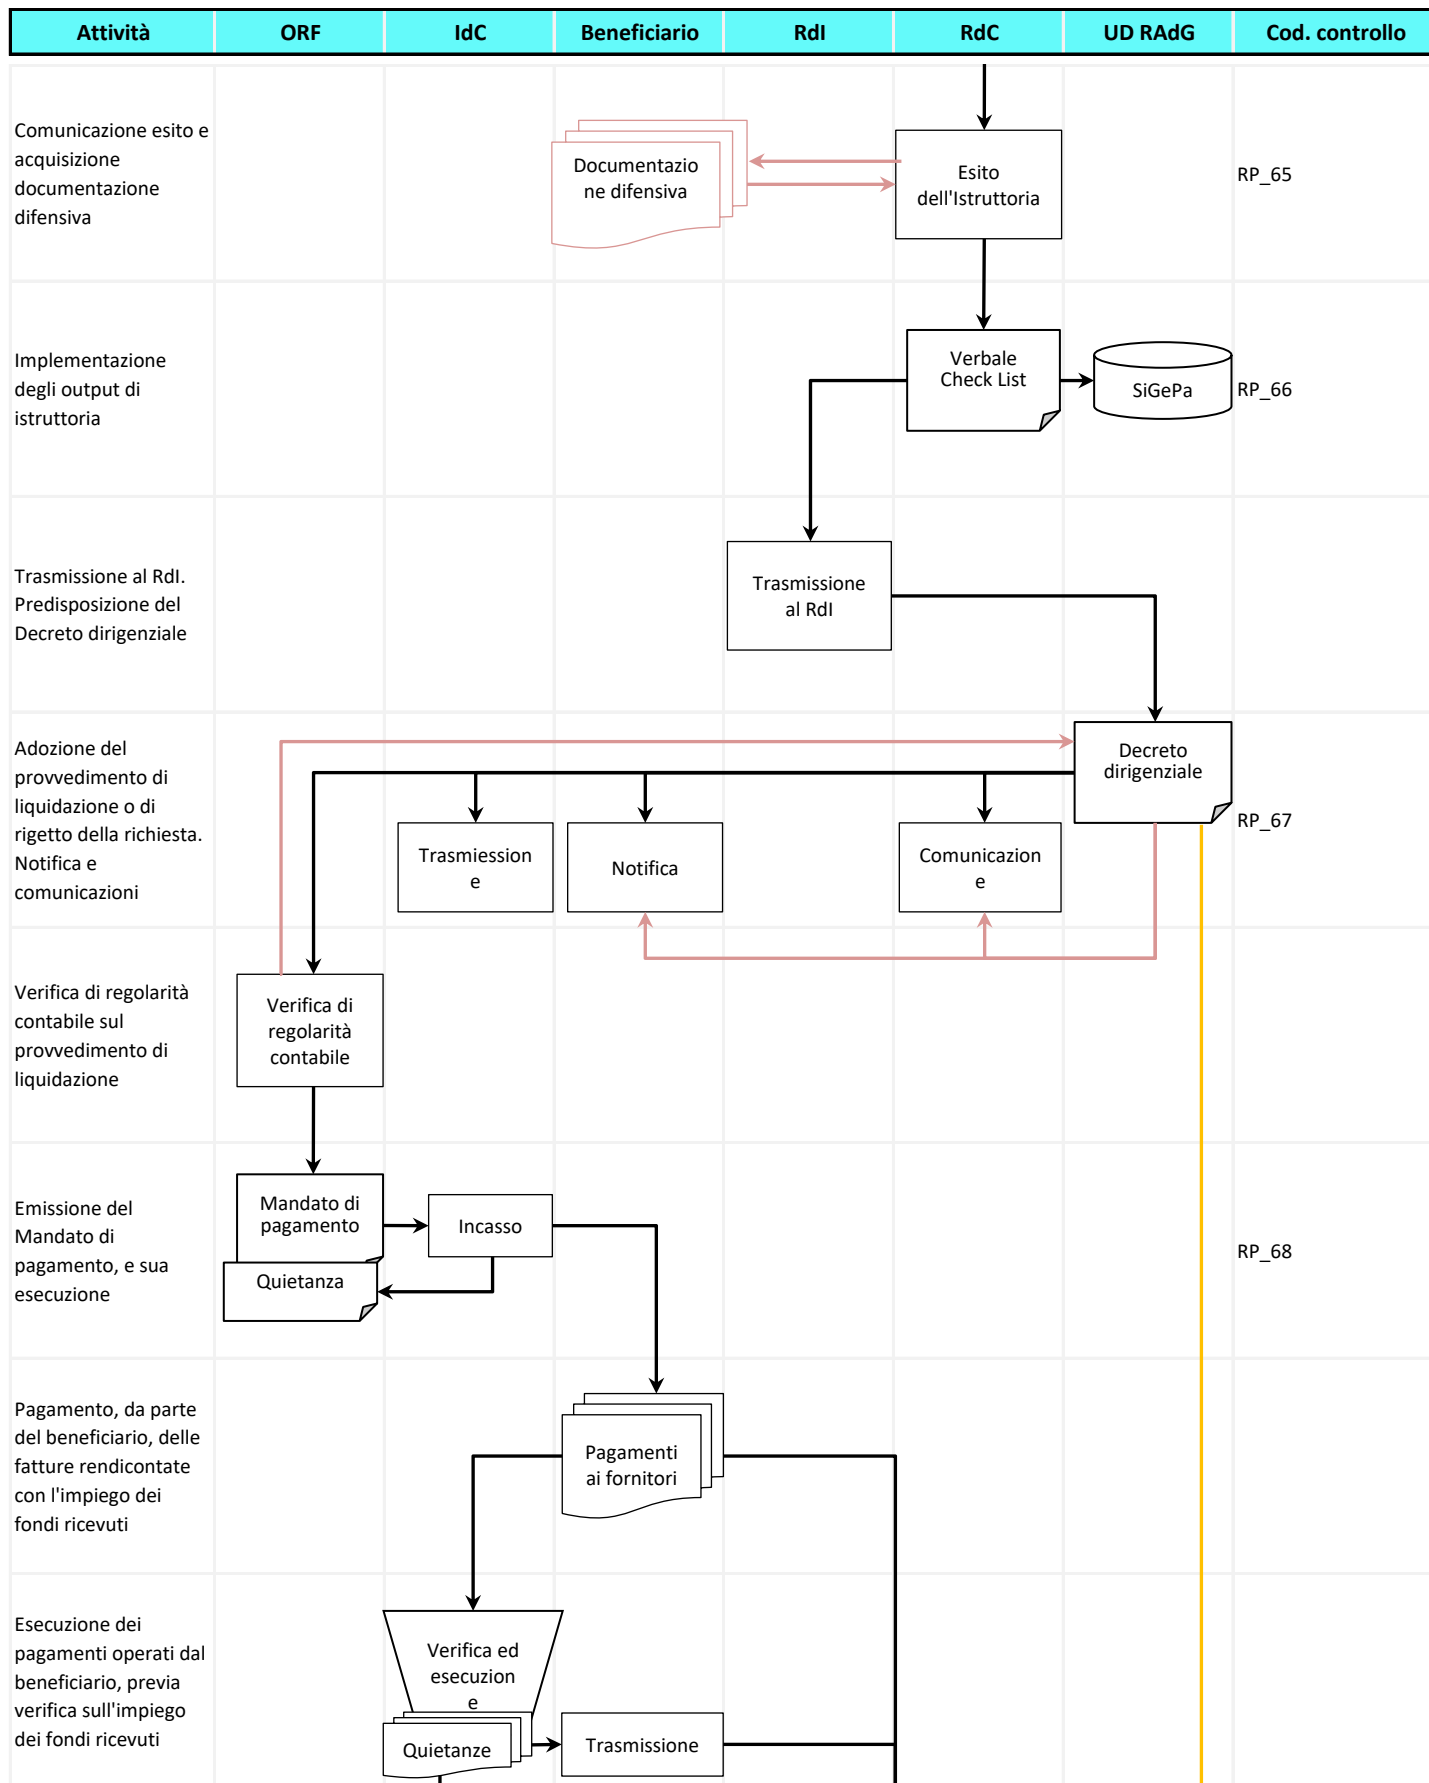 Attività ORF IdC Beneficiario RdI RdC UD RAdG Cod. controllo
Comunicazione esito e
acquisizione
documentazione
difensiva
Documentazio
ne difensiva
Esito
dell'Istruttoria
RP_65
Implementazione
degli output di
istruttoria
Verbale
Check List
SiGePa
RP_66
Trasmissione al RdI.
Predisposizione del
Decreto dirigenziale
Trasmissione
al RdI
Adozione del
provvedimento di
liquidazione o di
rigetto della richiesta.
Notifica e
comunicazioni
Trasmiession
e
Notifica
Comunicazion
e
Decreto
dirigenziale
RP_67
Verifica di regolarità
contabile sul
provvedimento di
liquidazione
Verifica di
regolarità
contabile
Emissione del
Mandato di
pagamento, e sua
esecuzione
Mandato di
pagamento
Quietanza
Incasso
RP_68
Pagamento, da parte
del beneficiario, delle
fatture rendicontate
con l'impiego dei
fondi ricevuti
Pagamenti
ai fornitori
Esecuzione dei
pagamenti operati dal
beneficiario, previa
verifica sull'impiego
dei fondi ricevuti
Verifica ed
esecuzion
e
Quietanze
Trasmissione